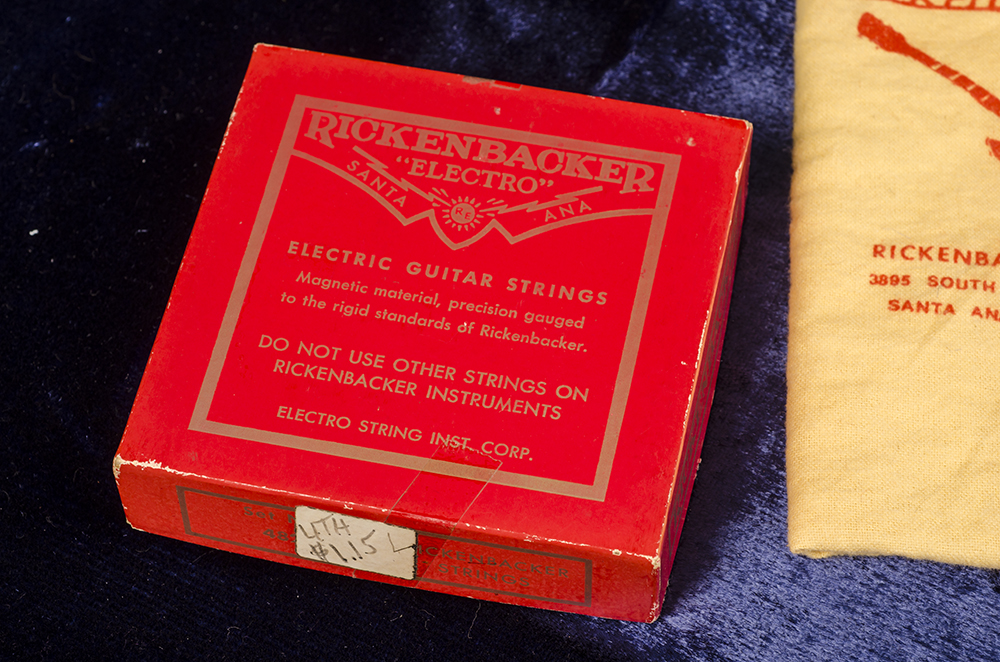 RICKENBACKER
"ELECTRO"
SANTA ANA
R.E.
ELECTRIC GUITAR STRINGS
Magnetic material, precision gauged
to the rigid standards of Rickenbacker.
DO NOT USE OTHER STRINGS ON
RICKENBACKER INSTRUMENTS
ELECTRO STRING INST. CORP.
4TH
$1.15
ICKENBACKER
STRINGS
RICKENBA
3895 SOUTH
SANTA AN